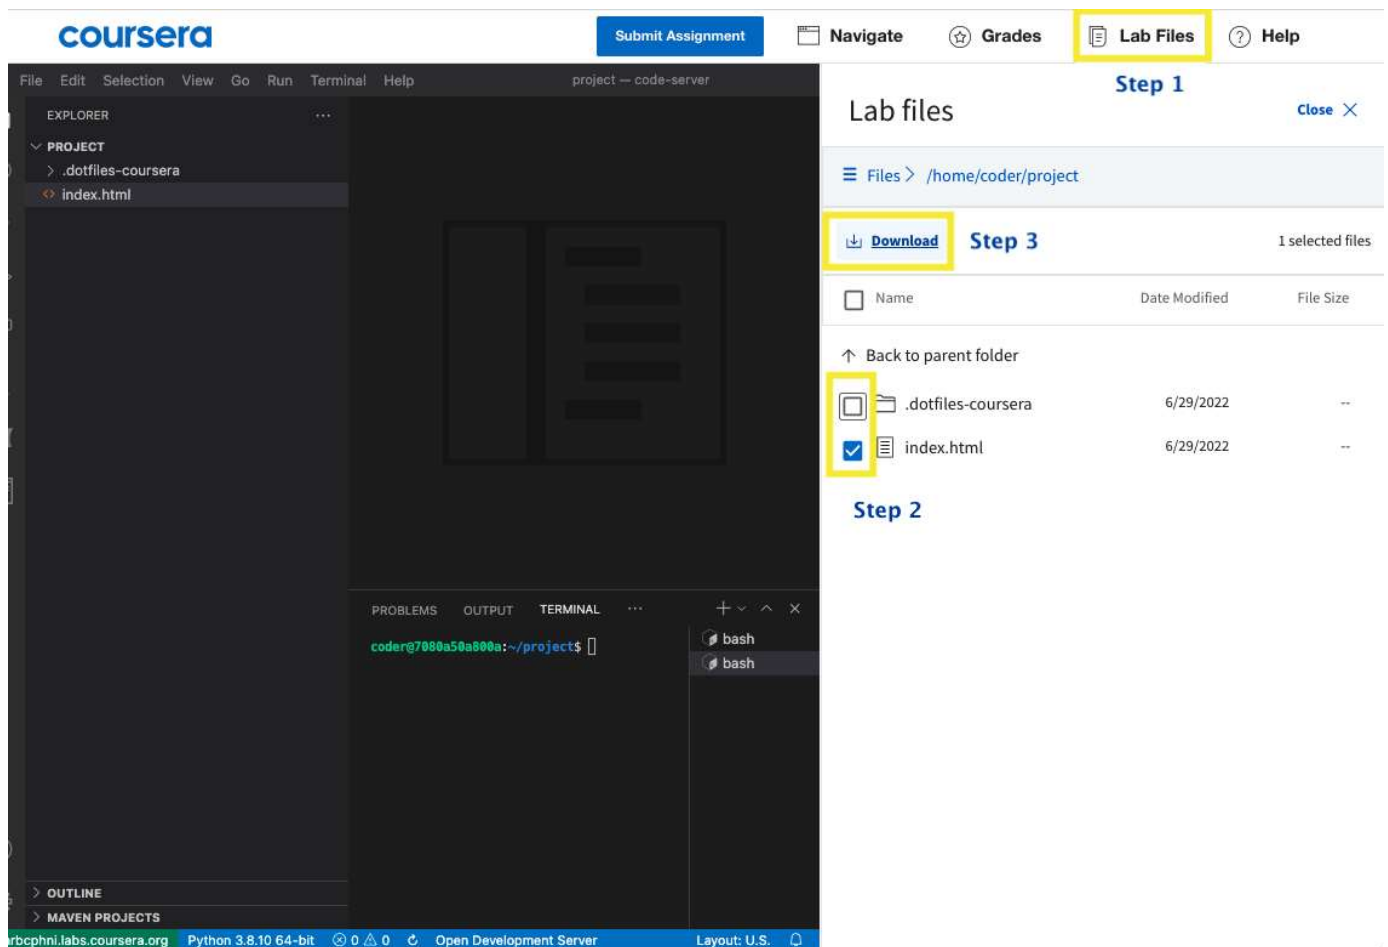 coursera
Submit Assignment
Navigate
Grades
Lab Files
Help
File Edit Selection View Go Run Terminal Help
project — code-server
EXPLORER
PROJECT
.dotfiles-coursera
index.html
PROBLEMS OUTPUT TERMINAL
coder@7080a50a800a:~/project$
bash
bash
OUTLINE
MAVEN PROJECTS
rbcphni.labs.coursera.org Python 3.8.10 64-bit 0 0 Open Development Server Layout: U.S.
Step 1
Lab files
Close
Files > /home/coder/project
Download
Step 3
1 selected files
Name Date Modified File Size
Back to parent folder
.dotfiles-coursera 6/29/2022 --
index.html 6/29/2022 --
Step 2